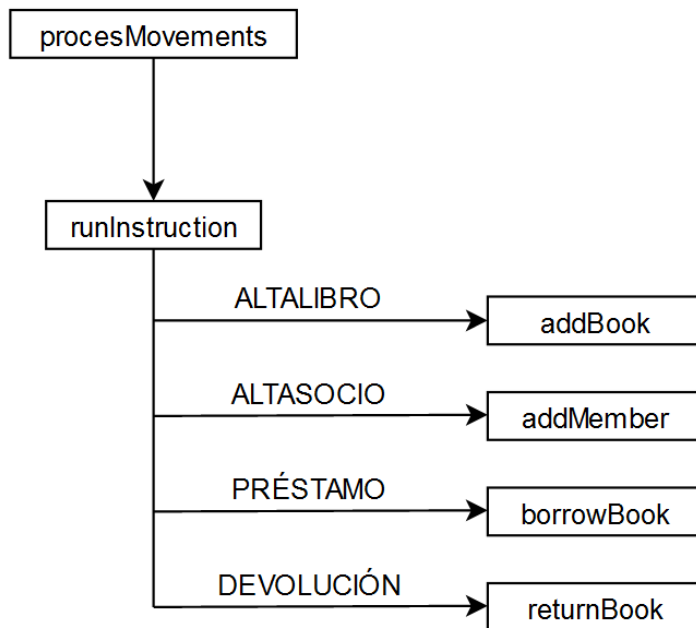 procesMovements
runInstruction
ALTALIBRO
addBook
ALTASOCIO
addMember
PRÉSTAMO
borrowBook
DEVOLUCIÓN
returnBook